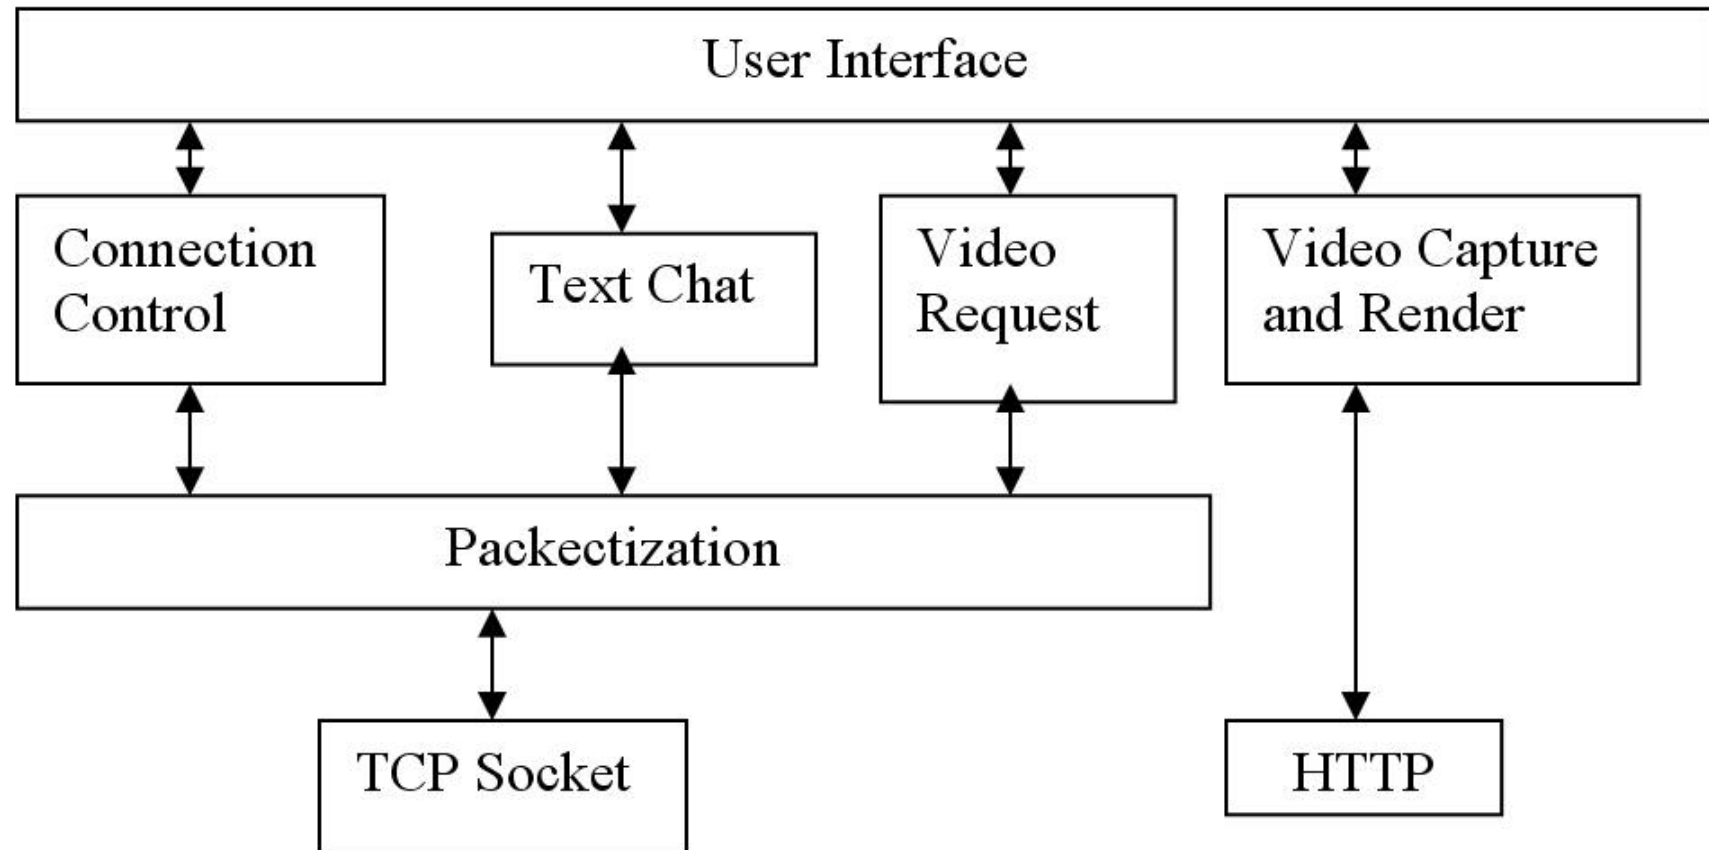 User Interface
Connection
Control
Text Chat
Video
Request
Video Capture
and Render
Packectization
TCP Socket
HTTP